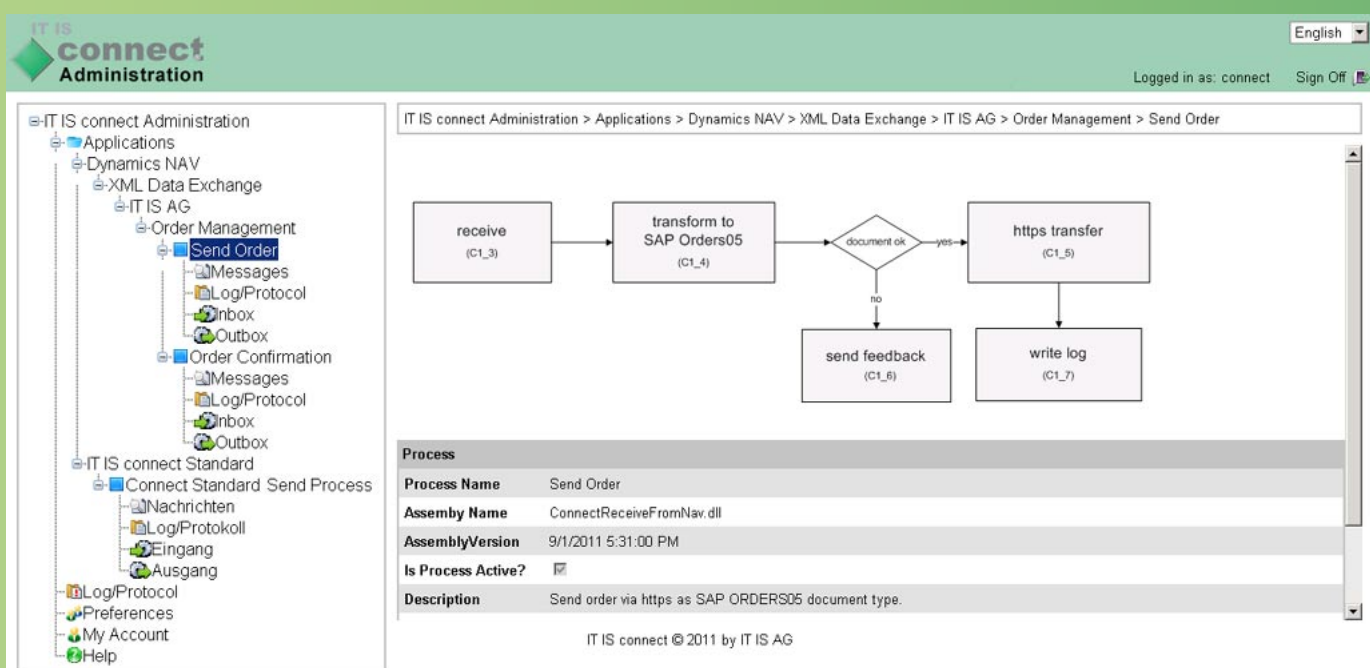 IT IS
connect
Administration
English
Logged in as: connect Sign Off
IT IS connect Administration
Applications
Dynamics NAV
XML Data Exchange
IT IS AG
Order Management
Send Order
Messages
Log/Protocol
Inbox
Outbox
Order Confirmation
Messages
Log/Protocol
Inbox
Outbox
IT IS connect Standard
Connect Standard Send Process
Nachrichten
Log/Protokoll
Eingang
Ausgang
Log/Protocol
Preferences
My Account
Help
IT IS connect Administration > Applications > Dynamics NAV > XML Data Exchange > IT IS AG > Order Management > Send Order
receive
(C1_3)
transform to
SAP Orders05
(C1_4)
document ok
yes
https transfer
(C1_5)
no
send feedback
(C1_6)
write log
(C1_7)
Process
Process Name Send Order
Assemby Name ConnectReceiveFromNav.dll
AssemblyVersion 9/1/2011 5:31:00 PM
Is Process Active?
Description Send order via https as SAP ORDERS05 document type.
IT IS connect © 2011 by IT IS AG